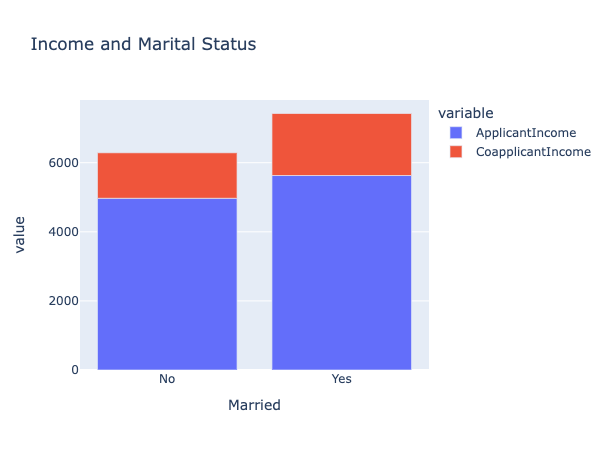 Income and Marital Status
variable
ApplicantIncome
CoapplicantIncome
value
6000
4000
2000
0
No
Yes
Married